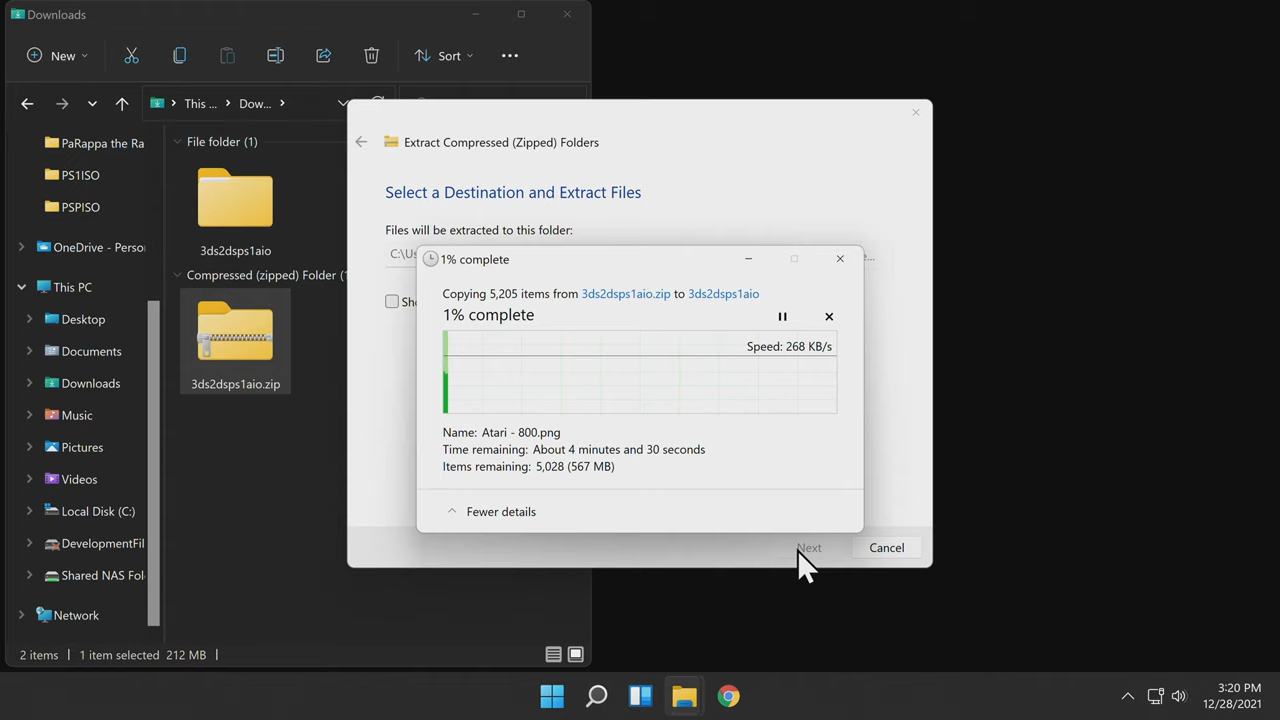 Downloads
New
Sort
This ...
Dow...
PaRappa the Ra
PS1ISO
PSPISO
OneDrive - Perso
This PC
Desktop
Documents
Downloads
Music
Pictures
Videos
Local Disk (C:)
DevelopmentFil
Shared NAS Fol
Network
File folder (1)
3ds2dsps1aio
Compressed (zipped) Folder (1
3ds2dsps1aio.zip
2 items
1 item selected 212 MB
Extract Compressed (Zipped) Folders
Select a Destination and Extract Files
Files will be extracted to this folder:
C:\Us
e...
Sho
1% complete
Copying 5,205 items from 3ds2dsps1aio.zip to 3ds2dsps1aio
1% complete
Speed: 268 KB/s
Name: Atari - 800.png
Time remaining: About 4 minutes and 30 seconds
Items remaining: 5,028 (567 MB)
Fewer details
Next
Cancel
3:20 PM
12/28/2021